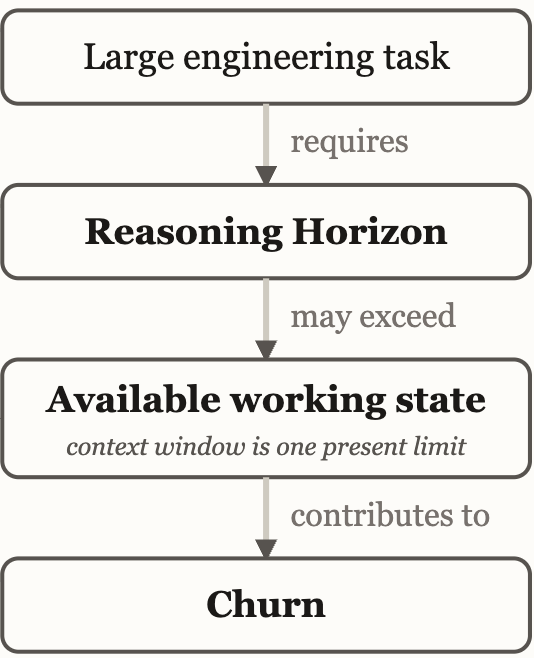 Large engineering task
requires
Reasoning Horizon
may exceed
Available working state
context window is one present limit
contributes to
Churn